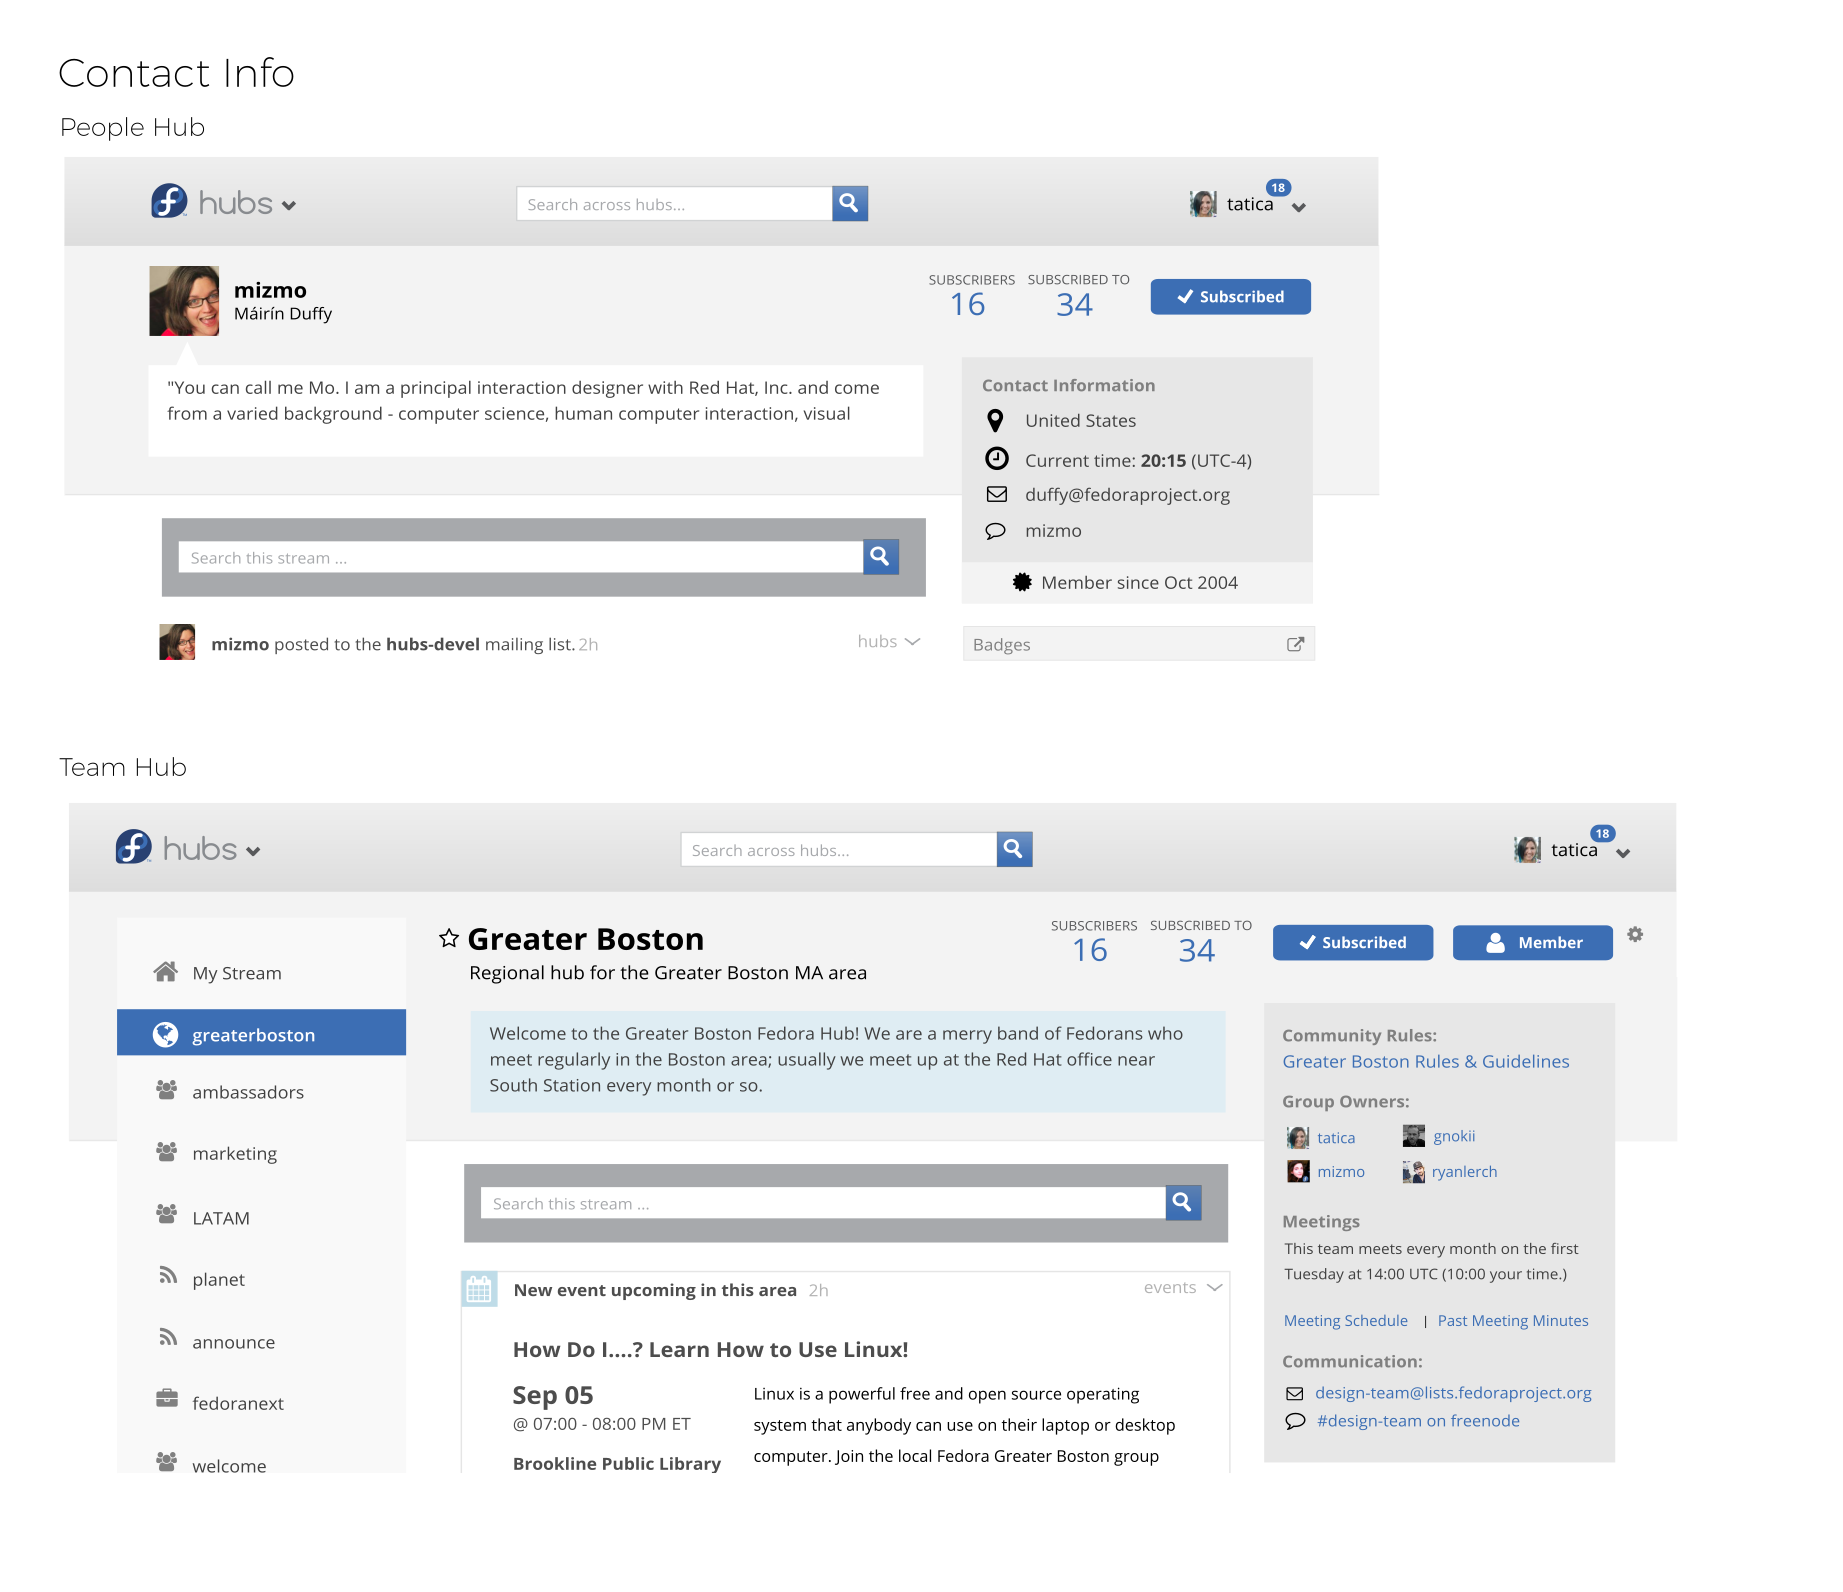 Contact Info
People Hub
hubs
Search across hubs...
18
tatica
mizmo
Máirín Duffy
SUBSCRIBERS
16
SUBSCRIBED TO
34
Subscribed
"You can call me Mo. I am a principal interaction designer with Red Hat, Inc. and come
from a varied background - computer science, human computer interaction, visual
Contact Information
United States
Current time: 20:15 (UTC-4)
duffy@fedoraproject.org
mizmo
Member since Oct 2004
Search this stream ...
mizmo posted to the hubs-devel mailing list. 2h
hubs
Badges
Team Hub
hubs
Search across hubs...
18
tatica
My Stream
greaterboston
ambassadors
marketing
LATAM
planet
announce
fedoranext
welcome
Greater Boston
Regional hub for the Greater Boston MA area
SUBSCRIBERS
16
SUBSCRIBED TO
34
Subscribed
Member
Welcome to the Greater Boston Fedora Hub! We are a merry band of Fedorans who
meet regularly in the Boston area; usually we meet up at the Red Hat office near
South Station every month or so.
Search this stream ...
New event upcoming in this area 2h
events
How Do I....? Learn How to Use Linux!
Sep 05
@ 07:00 - 08:00 PM ET
Brookline Public Library
Linux is a powerful free and open source operating
system that anybody can use on their laptop or desktop
computer. Join the local Fedora Greater Boston group
Community Rules:
Greater Boston Rules & Guidelines
Group Owners:
tatica
gnokii
mizmo
ryanlerch
Meetings
This team meets every month on the first
Tuesday at 14:00 UTC (10:00 your time.)
Meeting Schedule | Past Meeting Minutes
Communication:
design-team@lists.fedoraproject.org
#design-team on freenode